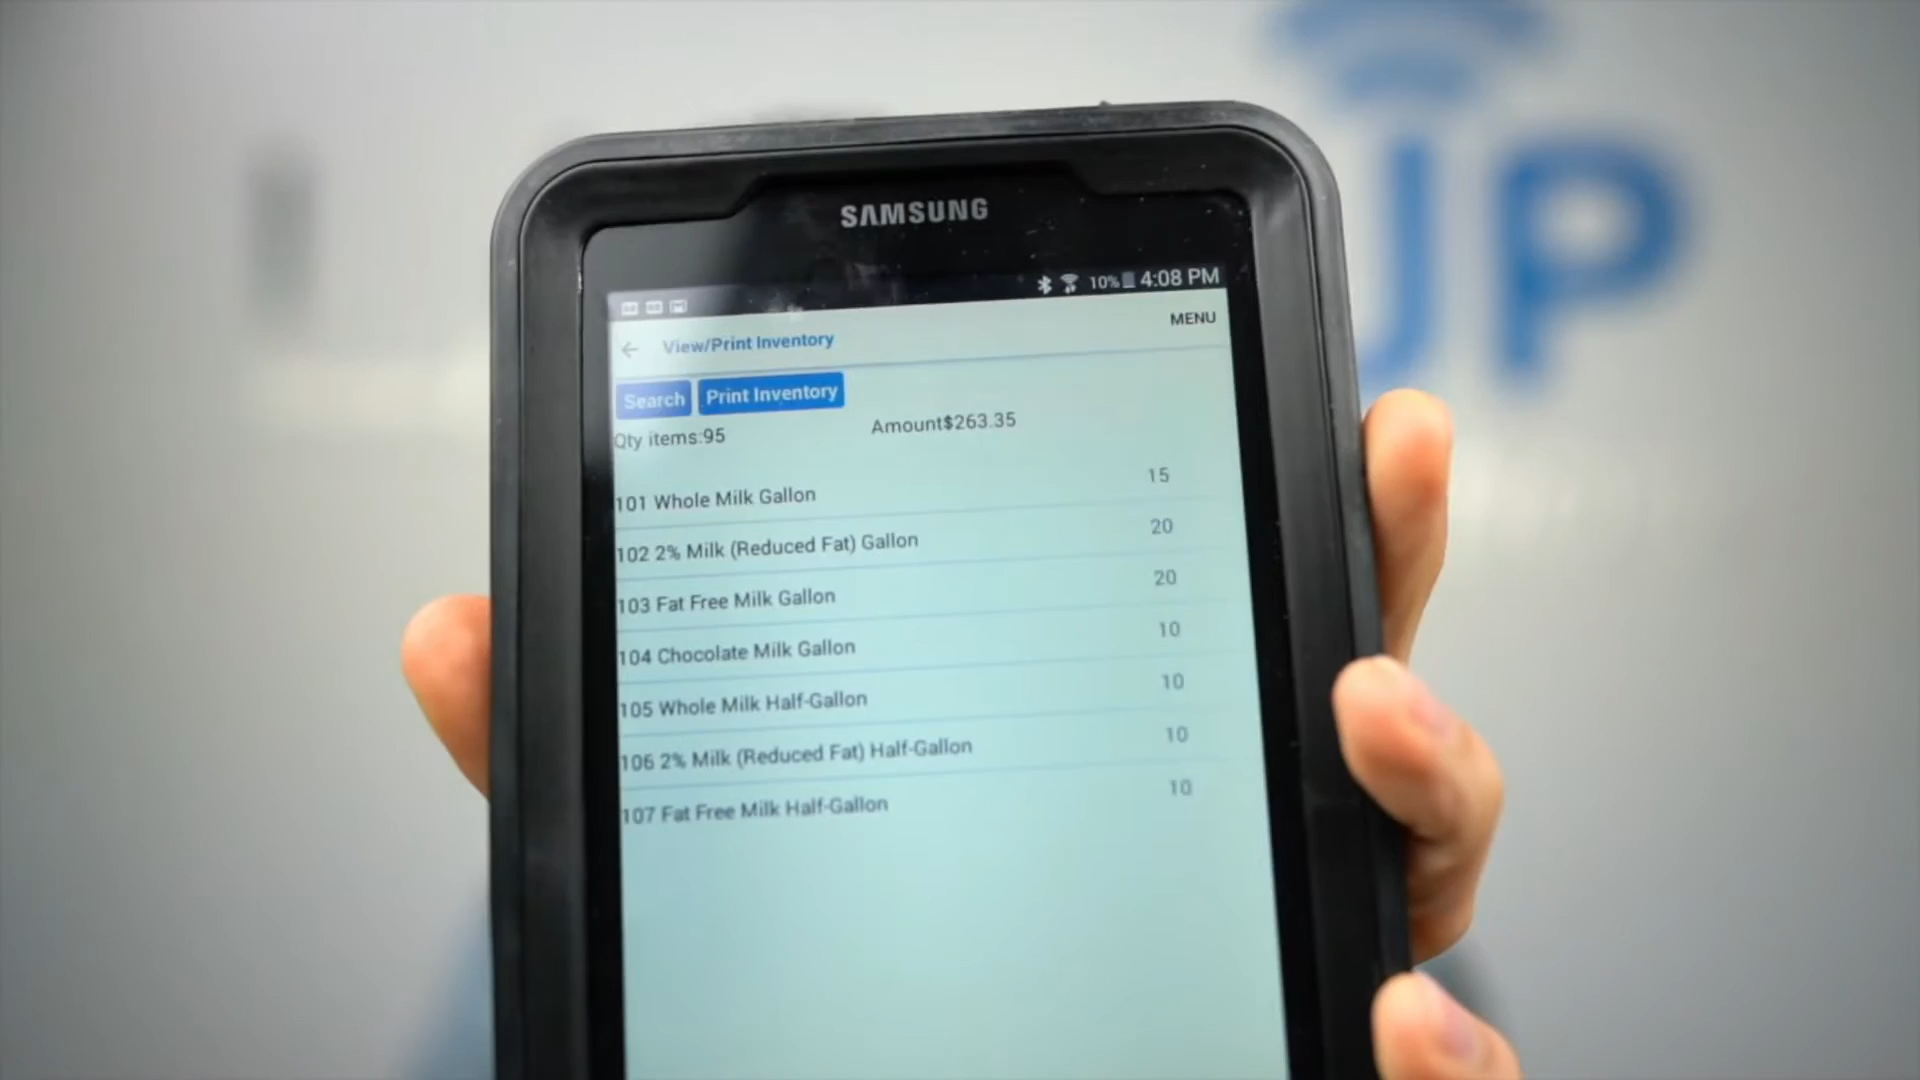 JP
SAMSUNG
10% 4:08 PM
View/Print Inventory MENU
Search Print Inventory
Qty items:95 Amount$263.35
101 Whole Milk Gallon 15
102 2% Milk (Reduced Fat) Gallon 20
103 Fat Free Milk Gallon 20
104 Chocolate Milk Gallon 10
105 Whole Milk Half-Gallon 10
106 2% Milk (Reduced Fat) Half-Gallon 10
107 Fat Free Milk Half-Gallon 10